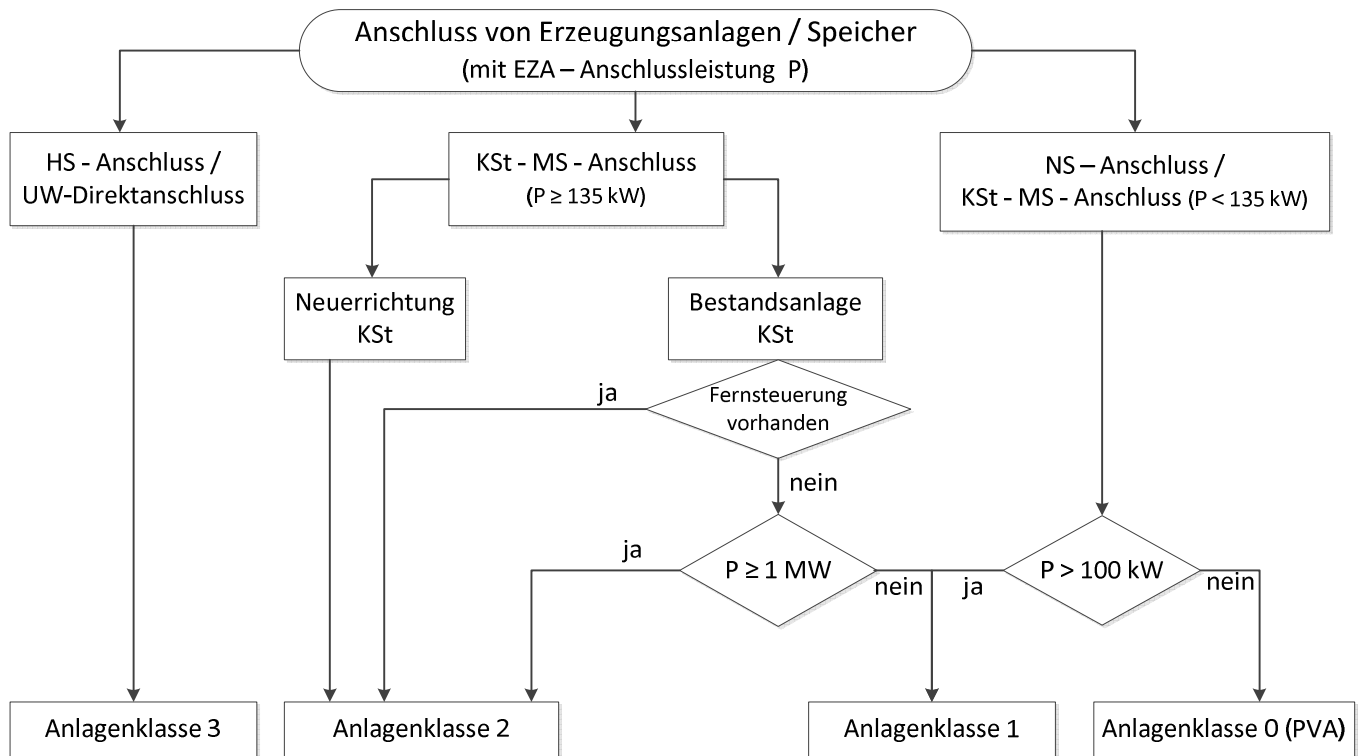 Anschluss von Erzeugungsanlagen / Speicher
(mit EZA – Anschlussleistung P)
HS - Anschluss /
UW-Direktanschluss
KSt - MS - Anschluss
(P ≥ 135 kW)
NS – Anschluss /
KSt - MS - Anschluss (P < 135 kW)
Neuerrichtung
KSt
Bestandsanlage
KSt
ja
Fernsteuerung
vorhanden
nein
ja
P ≥ 1 MW
nein
ja
P > 100 kW
nein
Anlagenklasse 3
Anlagenklasse 2
Anlagenklasse 1
Anlagenklasse 0 (PVA)